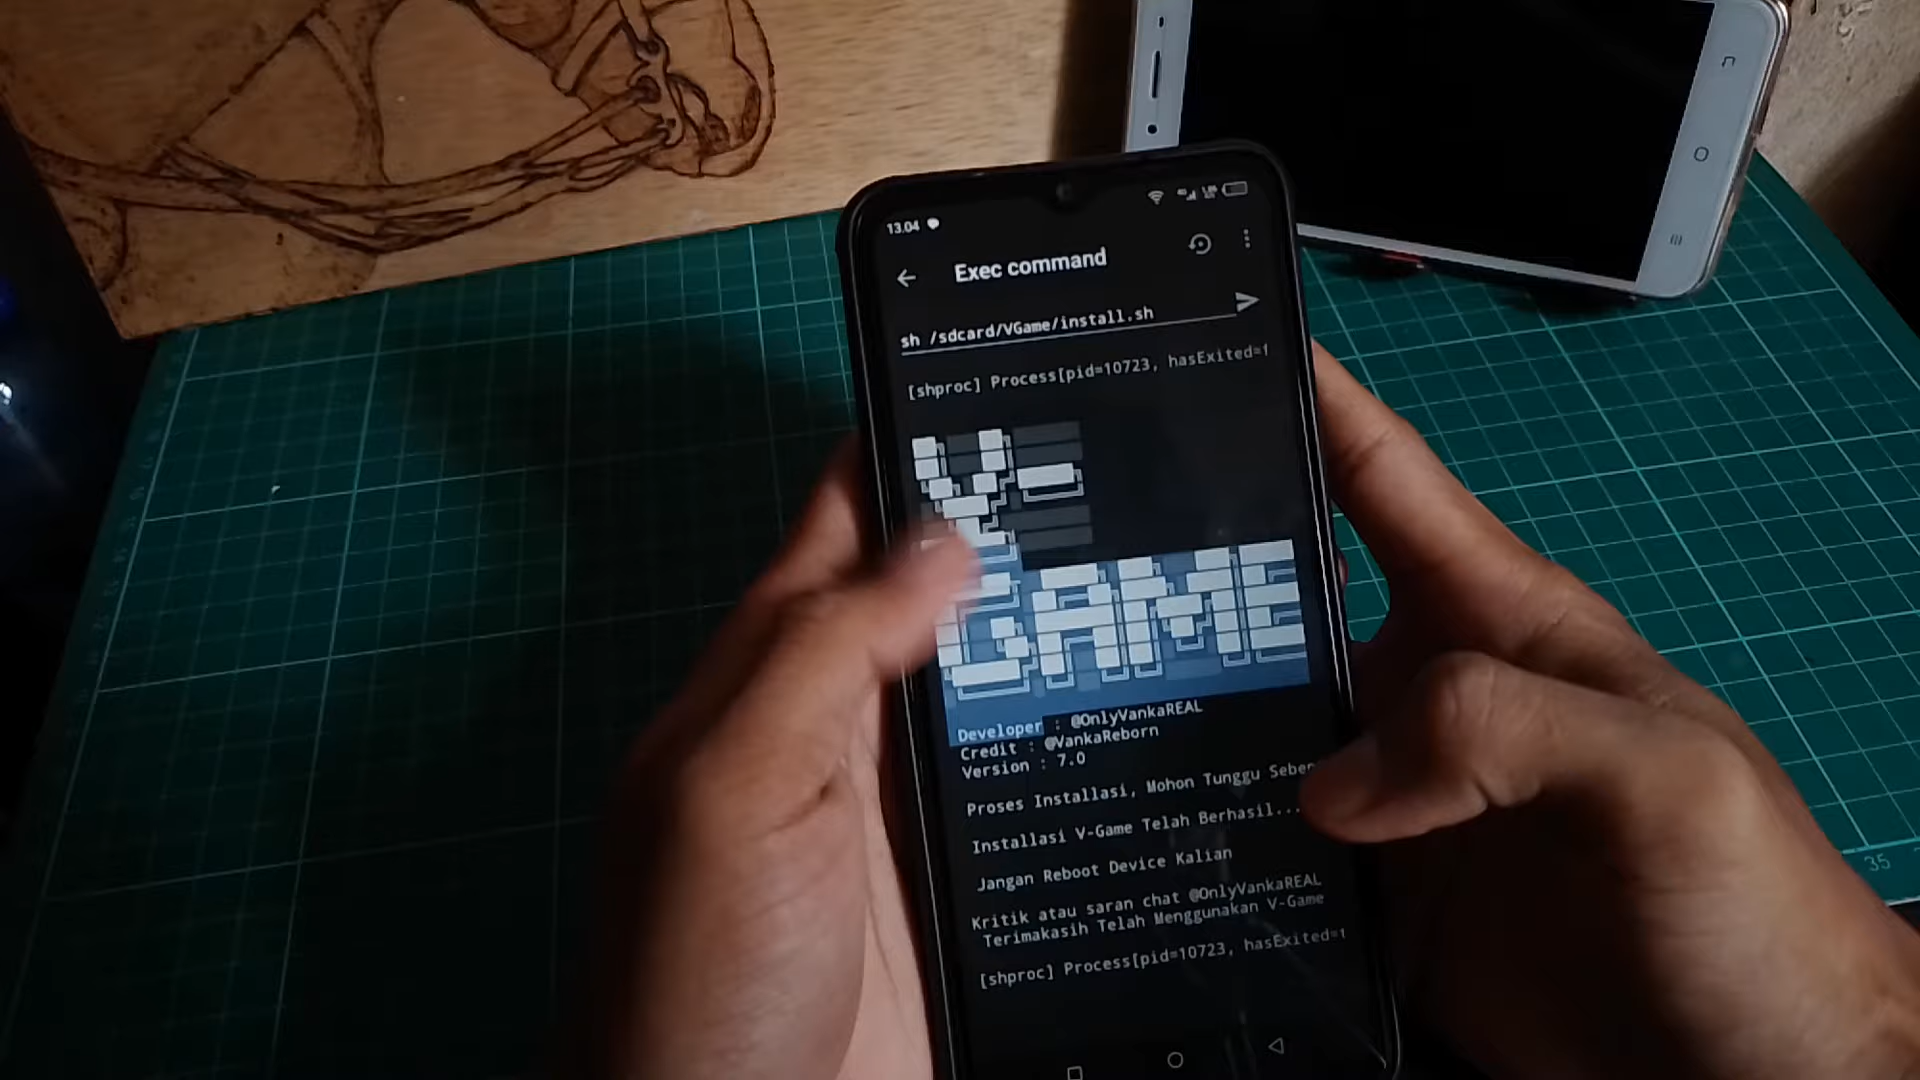 13.04
Exec command
sh /sdcard/VGame/install.sh
[shproc] Process[pid=10723, hasExited=
V-
GAME
Developer : @OnlyVankaREAL
Credit : @VankaReborn
Version : 7.0
Proses Installasi, Mohon Tunggu
Installasi V-Game Telah Berhasil...
Jangan Reboot Device Kalian
Kritik atau saran chat @OnlyVankaREAL
Terimakasih Telah Menggunakan V-Game
[shproc] Process[pid=10723, hasExited=
35